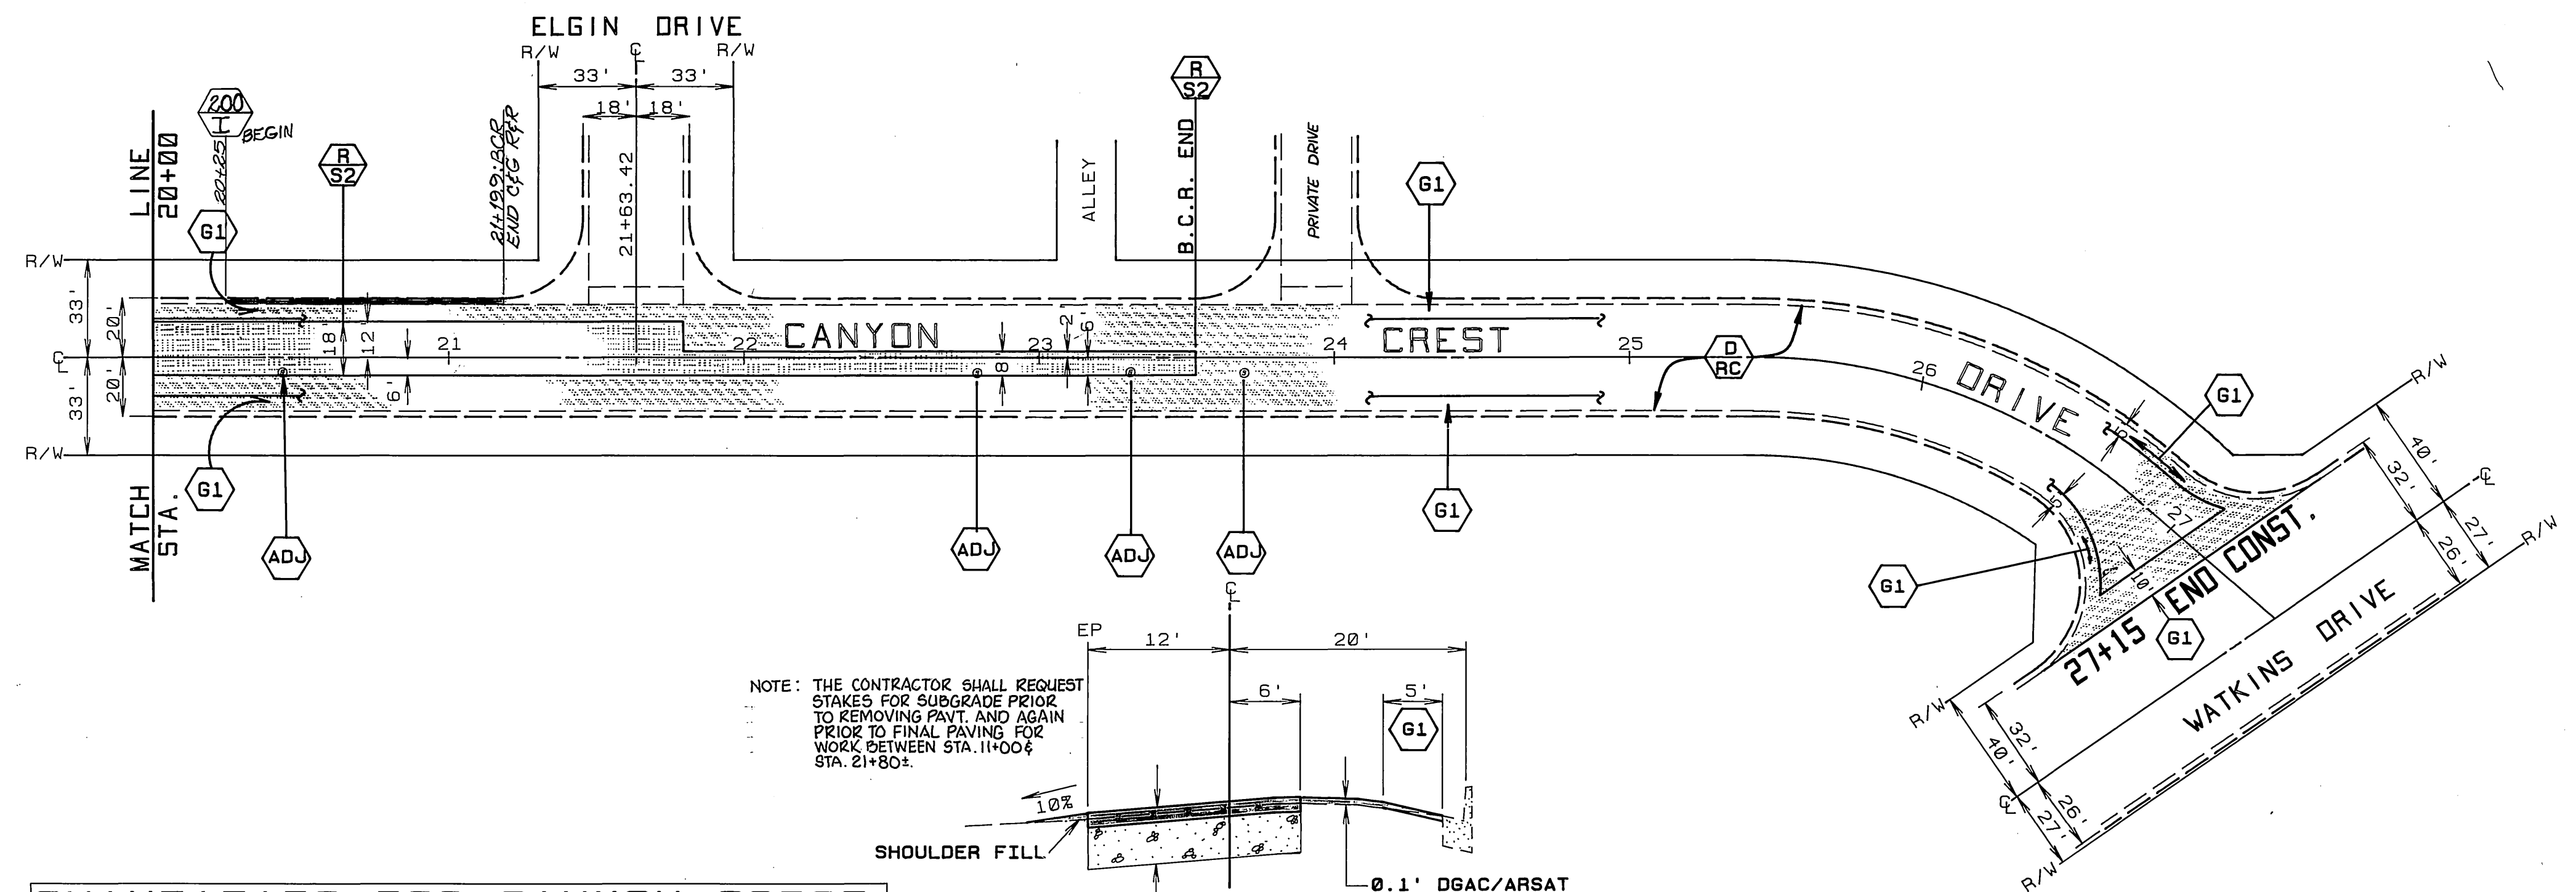 ELGIN DRIVE
R/W ℄ R/W
33' 33'
18' 18'
200
I
BEGIN
20+25
R
S2
21+199:BCR
END C&G R&R
21+63.42
R
S2
B.C.R. END
ALLEY
PRIVATE DRIVE
G1
MATCH LINE
STA. 20+00
G1
R/W
33'
20'
℄
20'
33'
R/W
18'
12'
6'
21
22
CANYON
23
8'
2'
6'
24
CREST
25
D
RC
26
DRIVE
27
G1
ADJ
ADJ
ADJ
ADJ
G1
5'
G1
5'
G1
10'
G1
27+15 END CONST.
WATKINS DRIVE
R/W
40'
32'
℄
27'
26'
R/W
R/W
40'
32'
℄
27'
26'
R/W
NOTE: THE CONTRACTOR SHALL REQUEST
STAKES FOR SUBGRADE PRIOR
TO REMOVING PAVT. AND AGAIN
PRIOR TO FINAL PAVING FOR
WORK BETWEEN STA. 11+00 &
STA. 21+80±.
℄
EP
12' 20'
6' 5'
G1
10%
SHOULDER FILL
0.1' DGAC/ARSAT